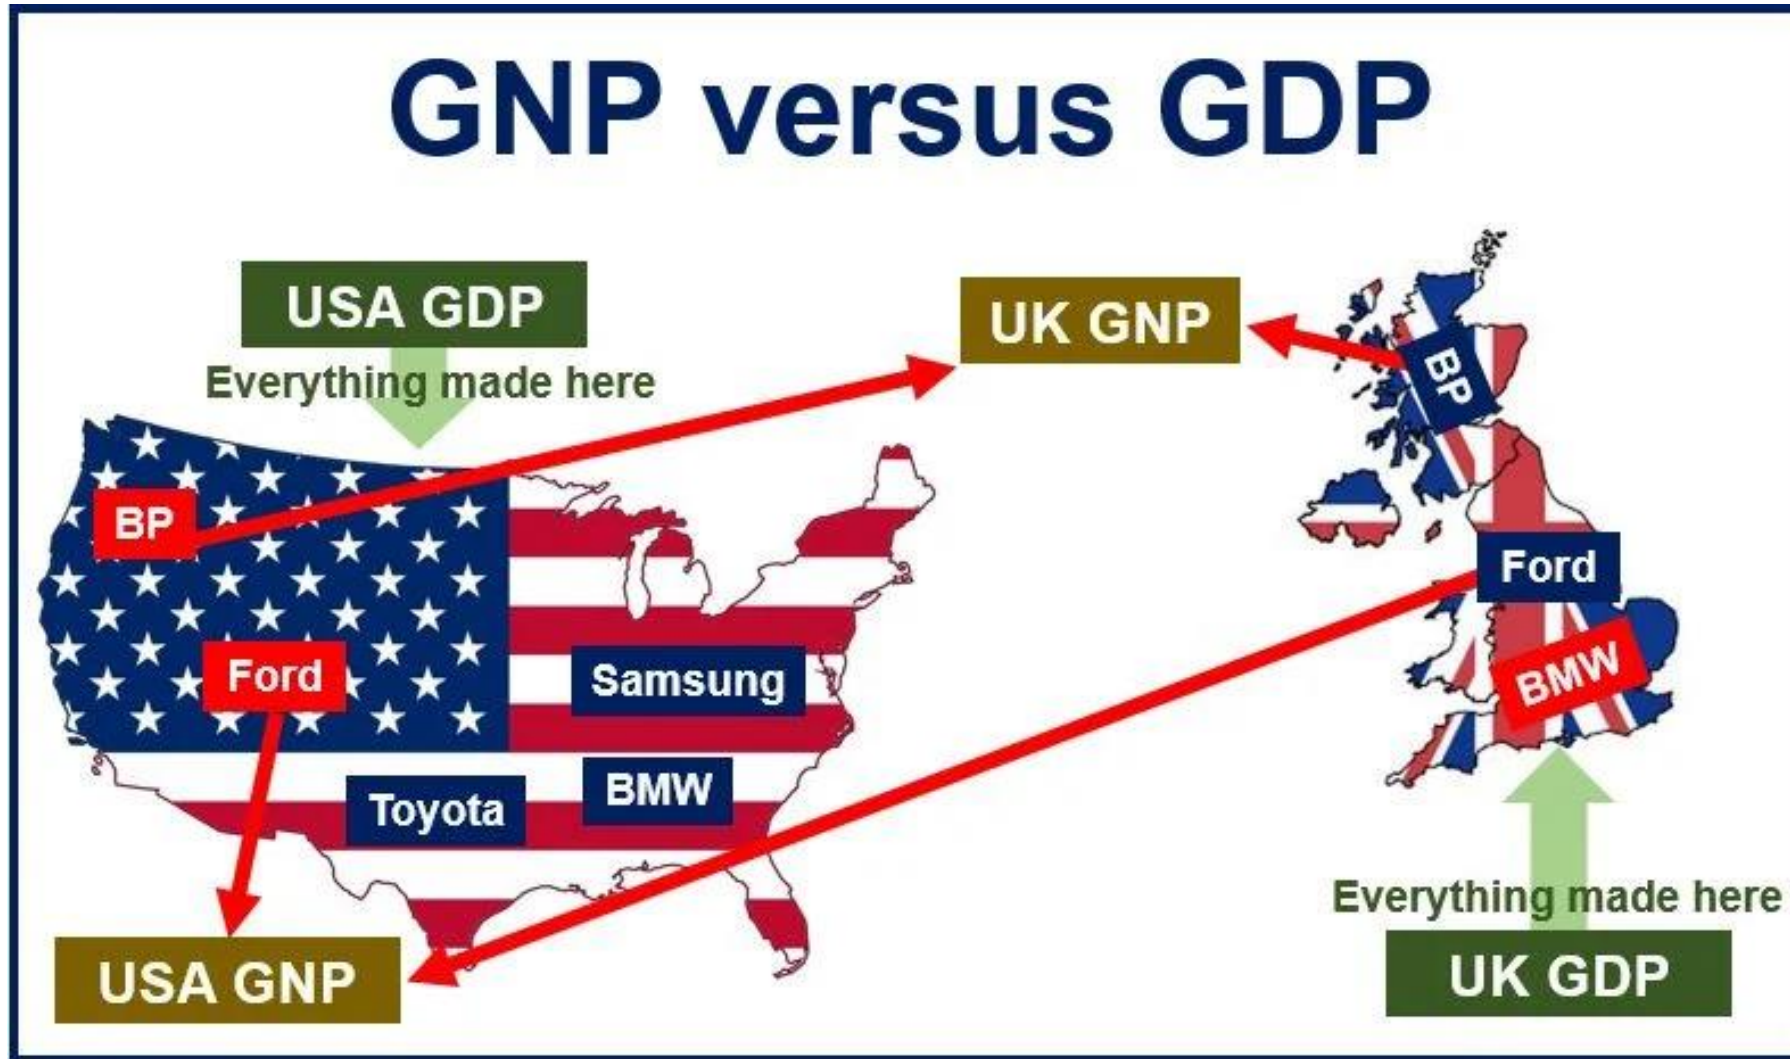 GNP versus GDP
USA GDP
Everything made here
UK GNP
BP
BP
Ford
Ford
Samsung
BMW
BMW
Toyota
Everything made here
USA GNP
UK GDP